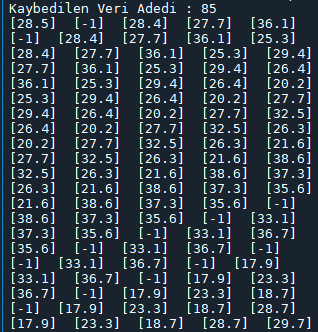 Kaybedilen Veri Adedi : 85
[28.5] [-1] [28.4] [27.7] [36.1]
[-1] [28.4] [27.7] [36.1] [25.3]
[28.4] [27.7] [36.1] [25.3] [29.4]
[27.7] [36.1] [25.3] [29.4] [26.4]
[36.1] [25.3] [29.4] [26.4] [20.2]
[25.3] [29.4] [26.4] [20.2] [27.7]
[29.4] [26.4] [20.2] [27.7] [32.5]
[26.4] [20.2] [27.7] [32.5] [26.3]
[20.2] [27.7] [32.5] [26.3] [21.6]
[27.7] [32.5] [26.3] [21.6] [38.6]
[32.5] [26.3] [21.6] [38.6] [37.3]
[26.3] [21.6] [38.6] [37.3] [35.6]
[21.6] [38.6] [37.3] [35.6] [-1]
[38.6] [37.3] [35.6] [-1] [33.1]
[37.3] [35.6] [-1] [33.1] [36.7]
[35.6] [-1] [33.1] [36.7] [-1]
[-1] [33.1] [36.7] [-1] [17.9]
[33.1] [36.7] [-1] [17.9] [23.3]
[36.7] [-1] [17.9] [23.3] [18.7]
[-1] [17.9] [23.3] [18.7] [28.7]
[17.9] [23.3] [18.7] [28.7] [29.7]